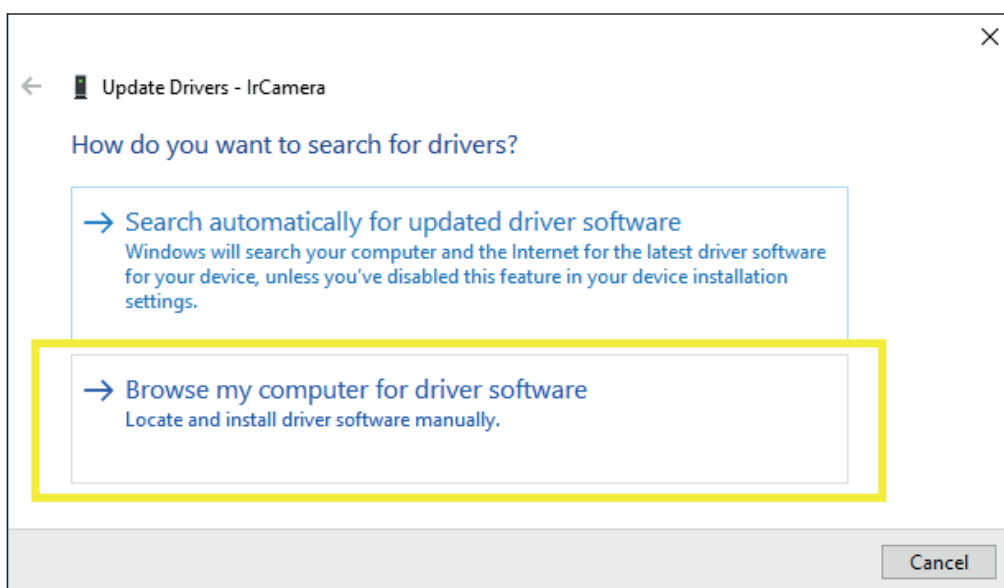 Update Drivers - IrCamera
How do you want to search for drivers?
Search automatically for updated driver software
Windows will search your computer and the Internet for the latest driver software
for your device, unless you've disabled this feature in your device installation
settings.
Browse my computer for driver software
Locate and install driver software manually.
Cancel